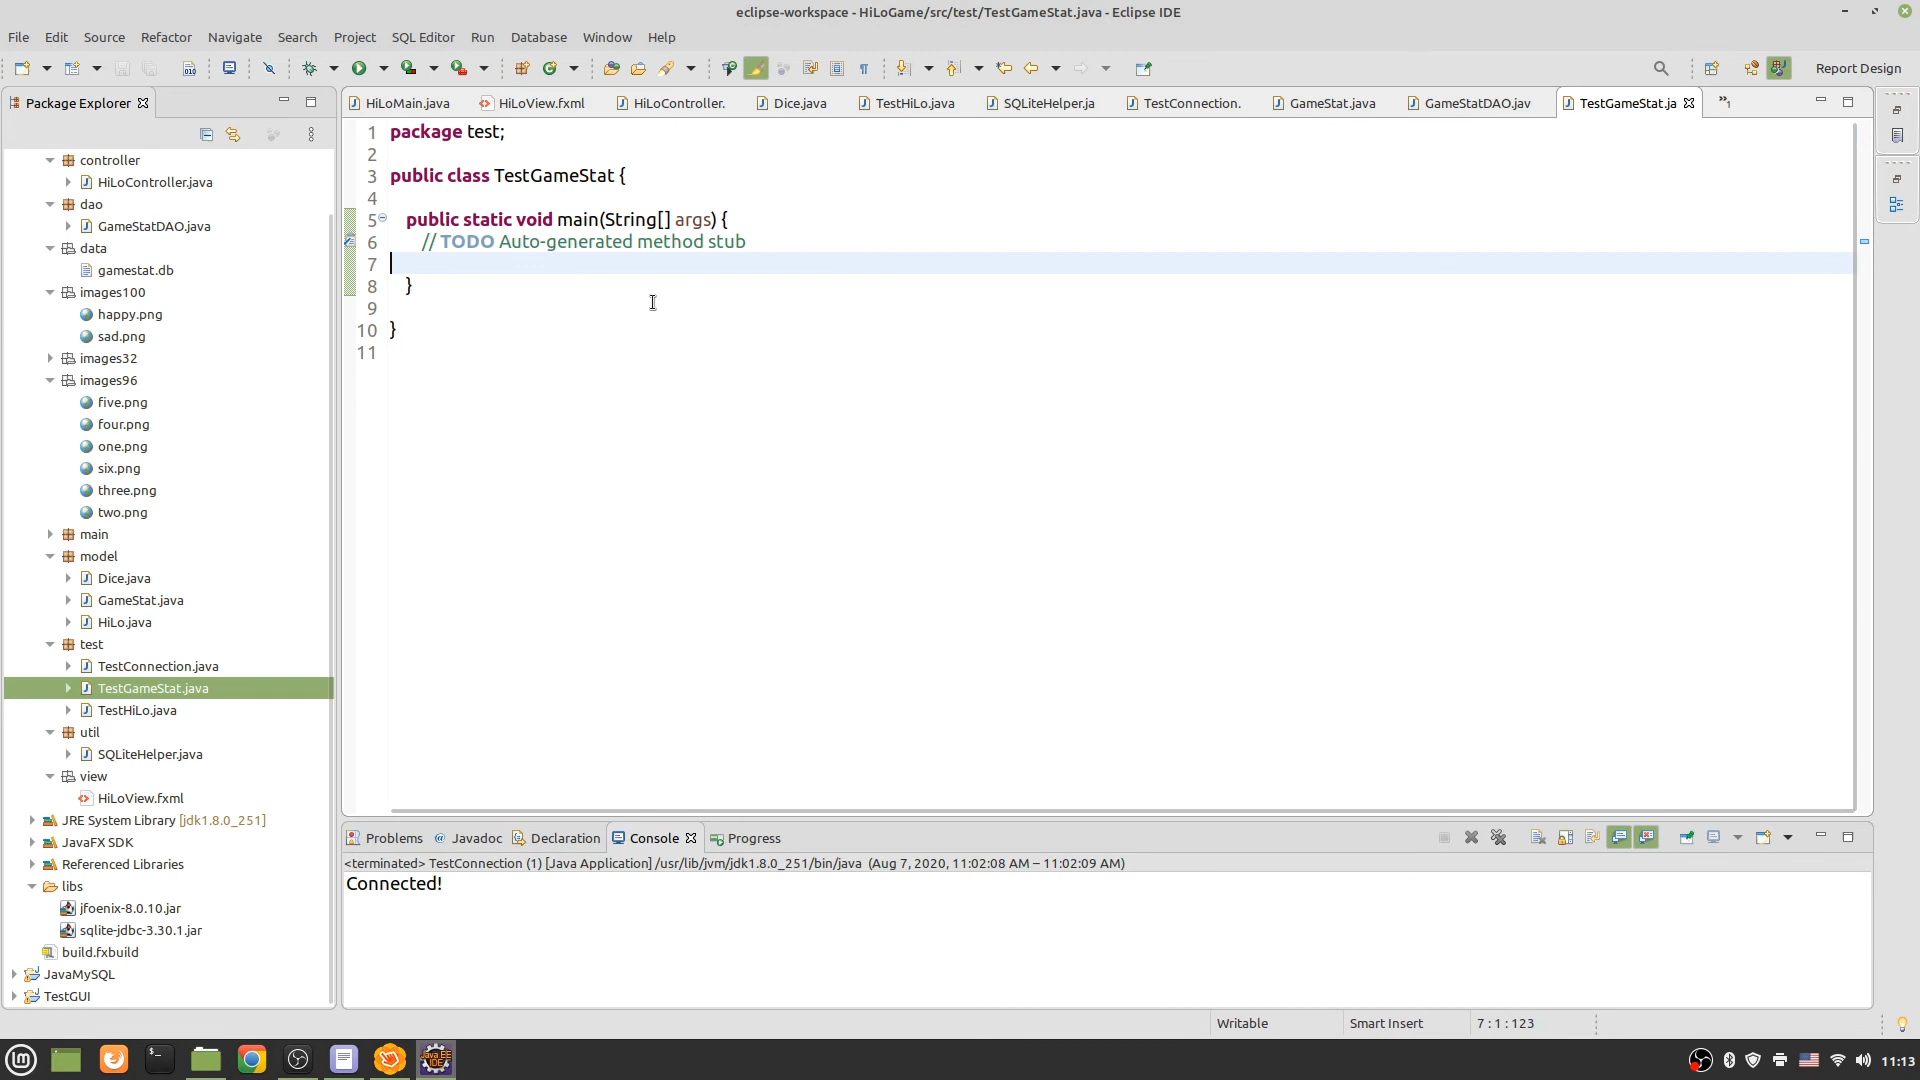 eclipse-workspace - HiLoGame/src/test/TestGameStat.java - Eclipse IDE
File Edit Source Refactor Navigate Search Project SQL Editor Run Database Window Help
Report Design
Package Explorer
HiLoMain.java HiLoView.fxml HiLoController. Dice.java TestHiLo.java SQLiteHelper.ja TestConnection. GameStat.java GameStatDAO.jav TestGameStat.ja »1
controller
HiLoController.java
dao
GameStatDAO.java
data
gamestat.db
images100
happy.png
sad.png
images32
images96
five.png
four.png
one.png
six.png
three.png
two.png
main
model
Dice.java
GameStat.java
HiLo.java
test
TestConnection.java
TestGameStat.java
TestHiLo.java
util
SQLiteHelper.java
view
HiLoView.fxml
JRE System Library [jdk1.8.0_251]
JavaFX SDK
Referenced Libraries
libs
jfoenix-8.0.10.jar
sqlite-jdbc-3.30.1.jar
build.fxbuild
JavaMySQL
TestGUI
1 package test;
2
3 public class TestGameStat {
4
5 public static void main(String[] args) {
6 // TODO Auto-generated method stub
7
8 }
9
10 }
11
Problems @ Javadoc Declaration Console Progress
<terminated> TestConnection (1) [Java Application] /usr/lib/jvm/jdk1.8.0_251/bin/java (Aug 7, 2020, 11:02:08 AM – 11:02:09 AM)
Connected!
Writable Smart Insert 7 : 1 : 123
Java EE IDE
11:13